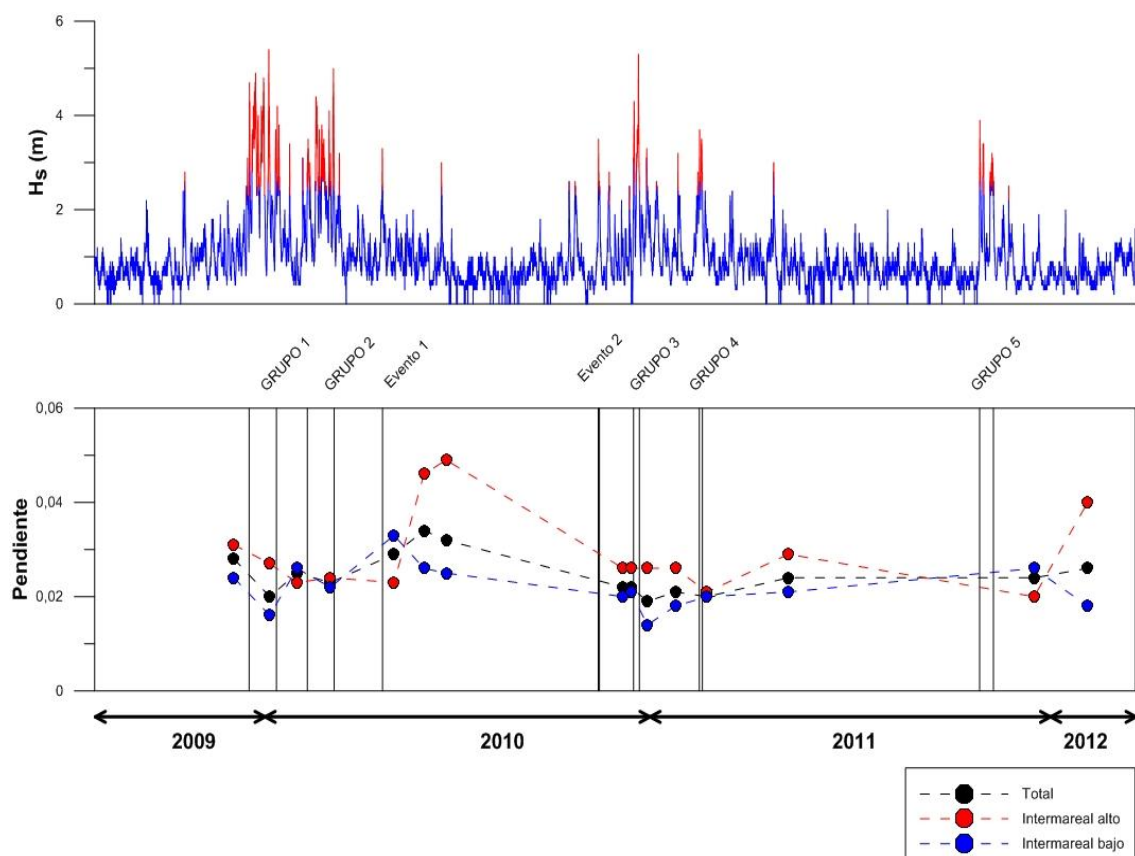 6
4
2
0
Hs (m)
GRUPO 1
GRUPO 2
Evento 1
Evento 2
GRUPO 3
GRUPO 4
GRUPO 5
0,06
0,04
0,02
0
Pendiente
2009
2010
2011
2012
Total
Intermareal alto
Intermareal bajo